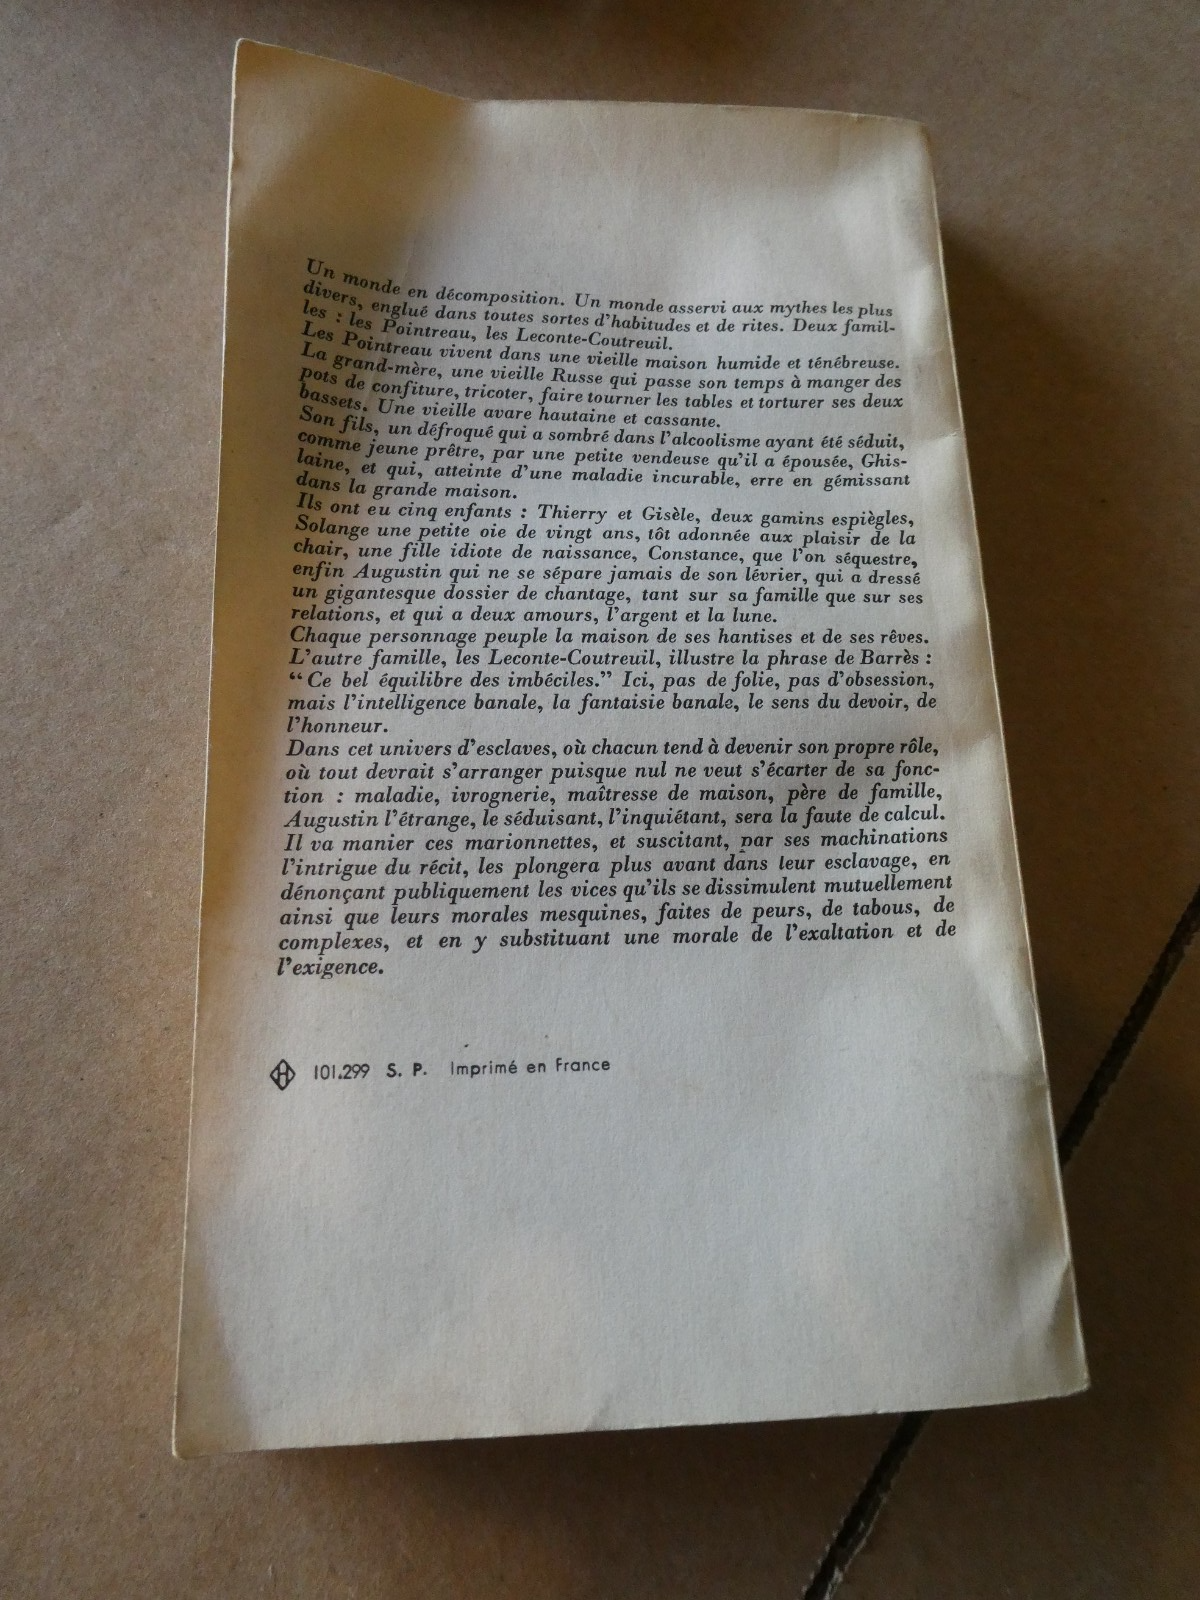 Un monde en décomposition. Un monde asservi aux mythes les plus
divers, englué dans toutes sortes d'habitudes et de rites. Deux famil-
les : les Pointreau, les Leconte-Coutreuil.
Les Pointreau vivent dans une vieille maison humide et ténébreuse.
La grand-mère, une vieille Russe qui passe son temps à manger des
pots de confiture, tricoter, faire tourner les tables et torturer ses deux
bassets. Une vieille avare hautaine et cassante.
Son fils, un défroqué qui a sombré dans l'alcoolisme ayant été séduit,
comme jeune prêtre, par une petite vendeuse qu'il a épousée, Ghis-
laine, et qui, atteinte d'une maladie incurable, erre en gémissant
dans la grande maison.
Ils ont eu cinq enfants : Thierry et Gisèle, deux gamins espiègles,
Solange une petite oie de vingt ans, tôt adonnée aux plaisir de la
chair, une fille idiote de naissance, Constance, que l'on séquestre,
enfin Augustin qui ne se sépare jamais de son lévrier, qui a dressé
un gigantesque dossier de chantage, tant sur sa famille que sur ses
relations, et qui a deux amours, l'argent et la lune.
Chaque personnage peuple la maison de ses hantises et de ses rêves.
L'autre famille, les Leconte-Coutreuil, illustre la phrase de Barrès :
“Ce bel équilibre des imbéciles.” Ici, pas de folie, pas d'obsession,
mais l'intelligence banale, la fantaisie banale, le sens du devoir, de
l'honneur.
Dans cet univers d'esclaves, où chacun tend à devenir son propre rôle,
où tout devrait s'arranger puisque nul ne veut s'écarter de sa fonc-
tion : maladie, ivrognerie, maîtresse de maison, père de famille,
Augustin l'étrange, le séduisant, l'inquiétant, sera la faute de calcul.
Il va manier ces marionnettes, et suscitant, par ses machinations
l'intrigue du récit, les plongera plus avant dans leur esclavage, en
dénonçant publiquement les vices qu'ils se dissimulent mutuellement
ainsi que leurs morales mesquines, faites de peurs, de tabous, de
complexes, et en y substituant une morale de l'exaltation et de
l'exigence.
101.299 S. P. Imprimé en France